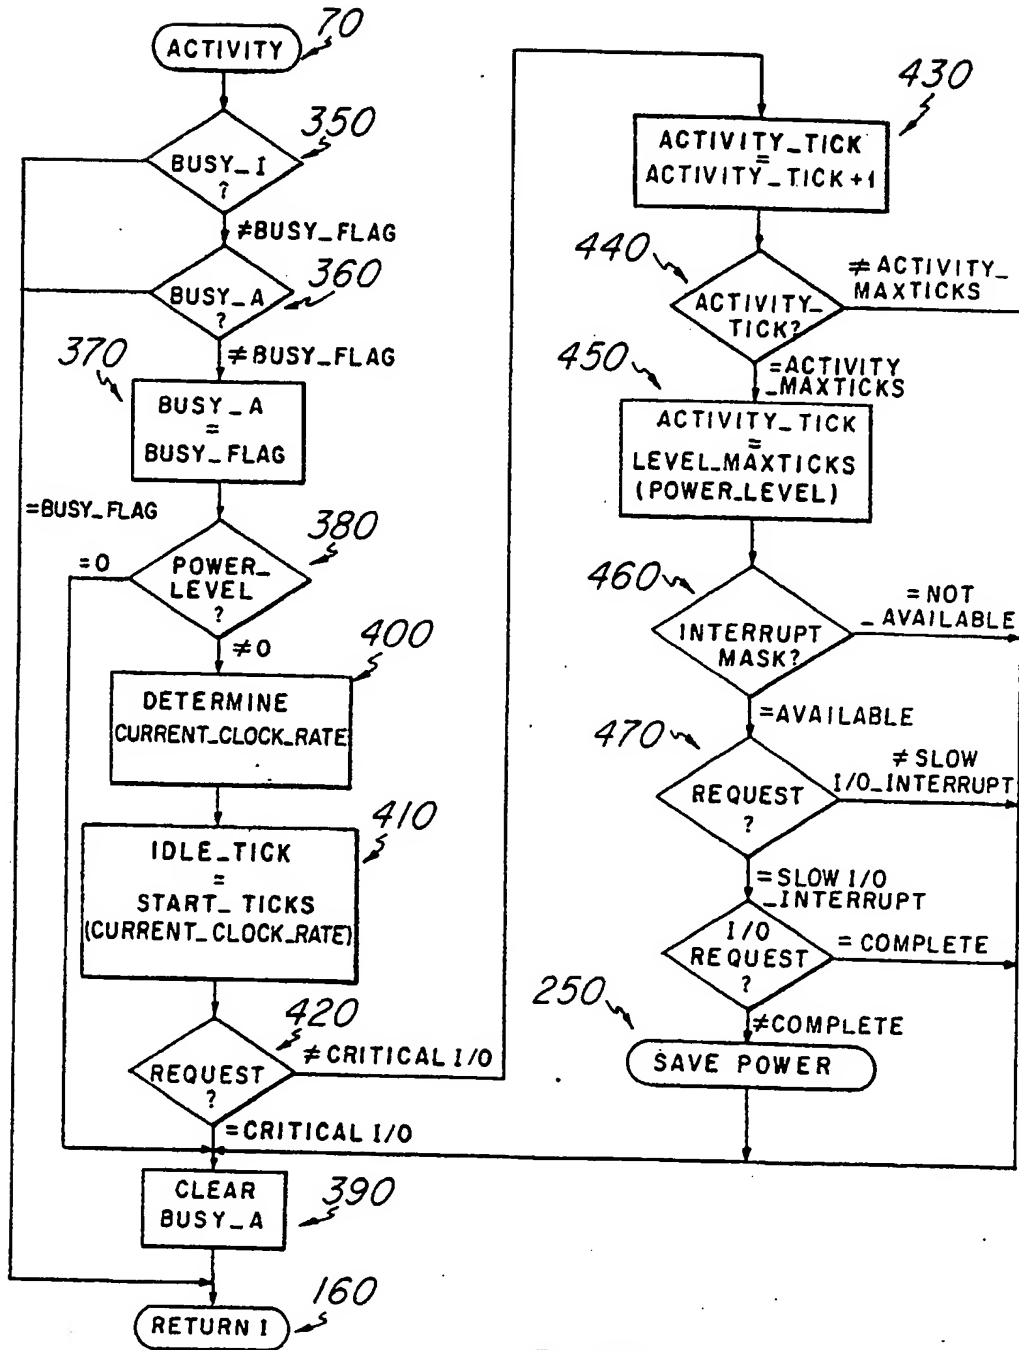 70
ACTIVITY
350
BUSY_I
?
≠BUSY_FLAG
360
BUSY_A
?
≠BUSY_FLAG
370
BUSY_A
=
BUSY_FLAG
=BUSY_FLAG
380
=0
POWER_
LEVEL
?
≠0
400
DETERMINE
CURRENT_CLOCK_RATE
410
IDLE_TICK
=
START_TICKS
(CURRENT_CLOCK_RATE)
420
≠CRITICAL I/O
REQUEST
?
=CRITICAL I/O
CLEAR
BUSY_A
390
160
RETURN I
430
ACTIVITY_TICK
=
ACTIVITY_TICK+1
440
≠ACTIVITY_
MAXTICKS
ACTIVITY_
TICK?
450
=ACTIVITY
_MAXTICKS
ACTIVITY_TICK
=
LEVEL_MAXTICKS
(POWER_LEVEL)
460
=NOT
_AVAILABLE
INTERRUPT
MASK?
=AVAILABLE
470
≠SLOW
I/O_INTERRUPT
REQUEST
?
=SLOW I/O
_INTERRUPT
I/O
REQUEST
?
=COMPLETE
250
≠COMPLETE
SAVE POWER